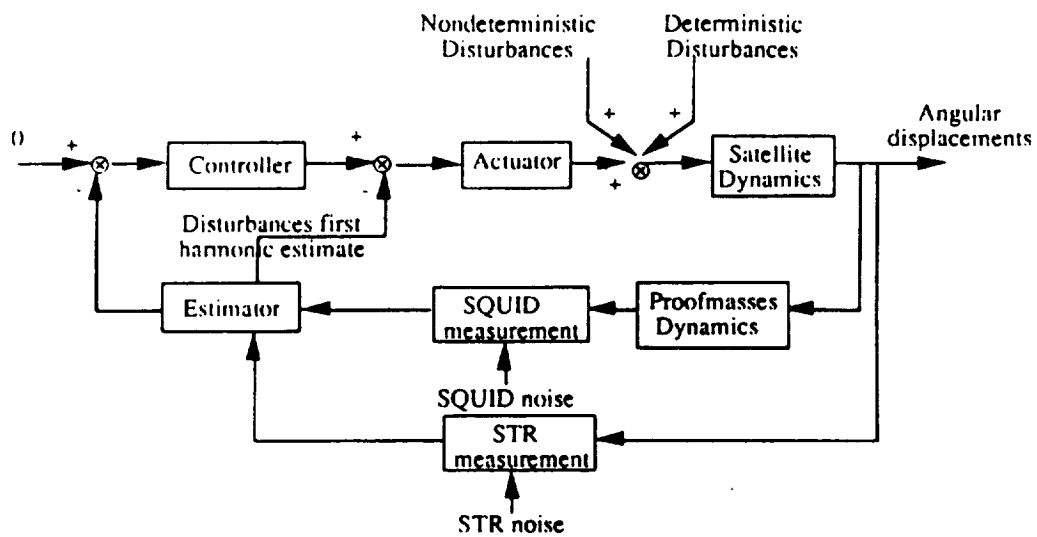 Nondeterministic
Disturbances
Deterministic
Disturbances
+
+
Angular
displacements
0
+
Controller
+
Actuator
+
Satellite
Dynamics
Disturbances first
harmonic estimate
Estimator
SQUID
measurement
Proofmasses
Dynamics
SQUID noise
STR
measurement
STR noise